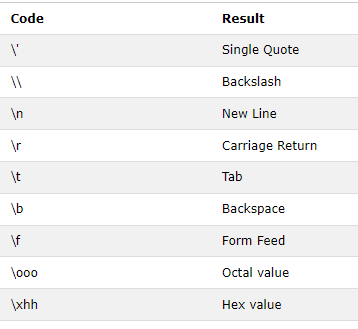 Code Result
\' Single Quote
\\ Backslash
\n New Line
\r Carriage Return
\t Tab
\b Backspace
\f Form Feed
\ooo Octal value
\xhh Hex value